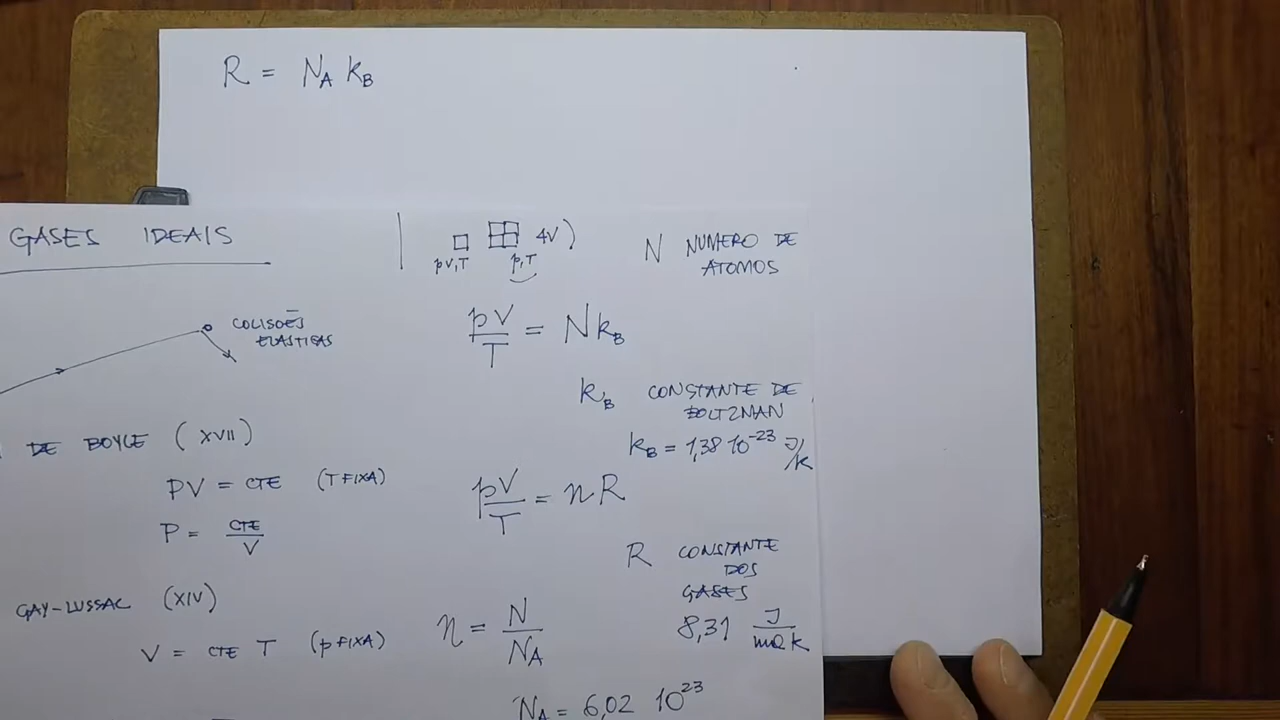 R = N_A k_B
GASES IDEAIS
COLISOẼS
ELASTICAS
DE BOYLE (XVII)
PV = CTE (T FIXA)
P = CTE/V
GAY-LUSSAC (XIV)
V = CTE T (p FIXA)
4V)
pV,T p,T
N NUMERO DE
ATOMOS
pV/T = N k_B
k_B CONSTANTE DE
BOLTZMAN
k_B = 1,38 10^-23 J/K
pV/T = n R
R CONSTANTE
DOS
GASES
8,31 J/mol K
n = N/N_A
N_A = 6,02 10^23